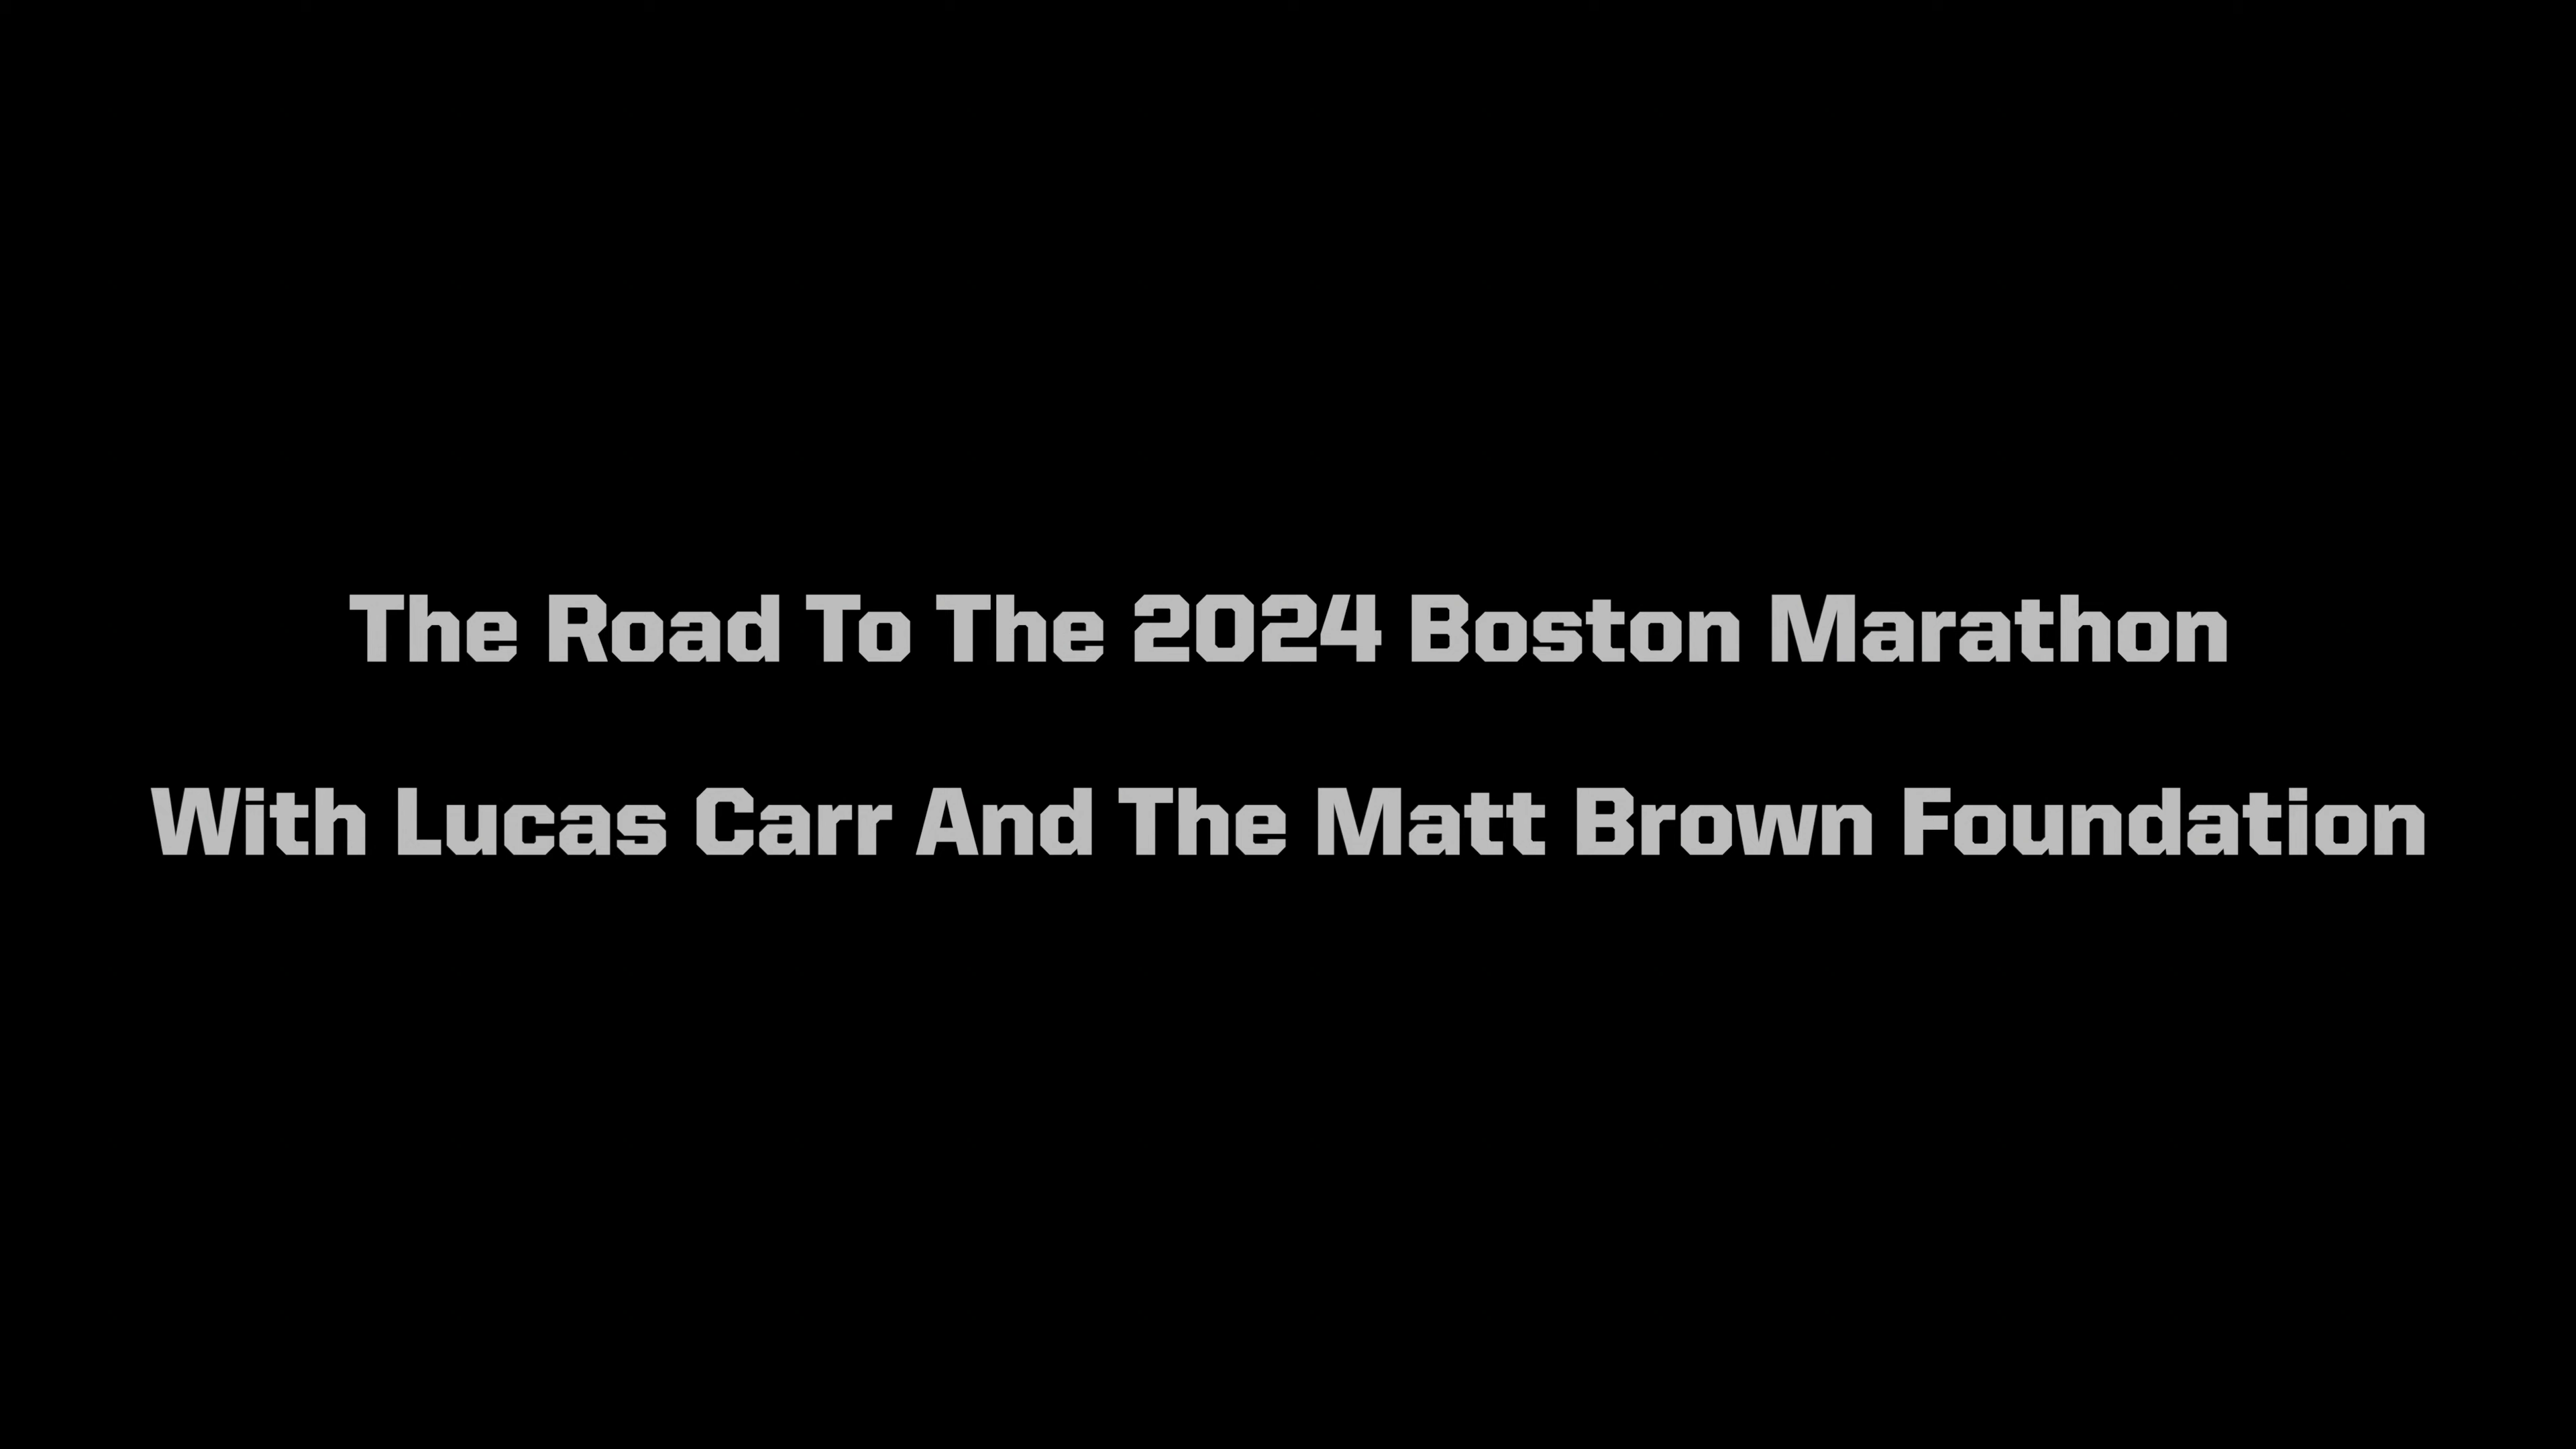 The Road To The 2024 Boston Marathon
With Lucas Carr And The Matt Brown Foundation